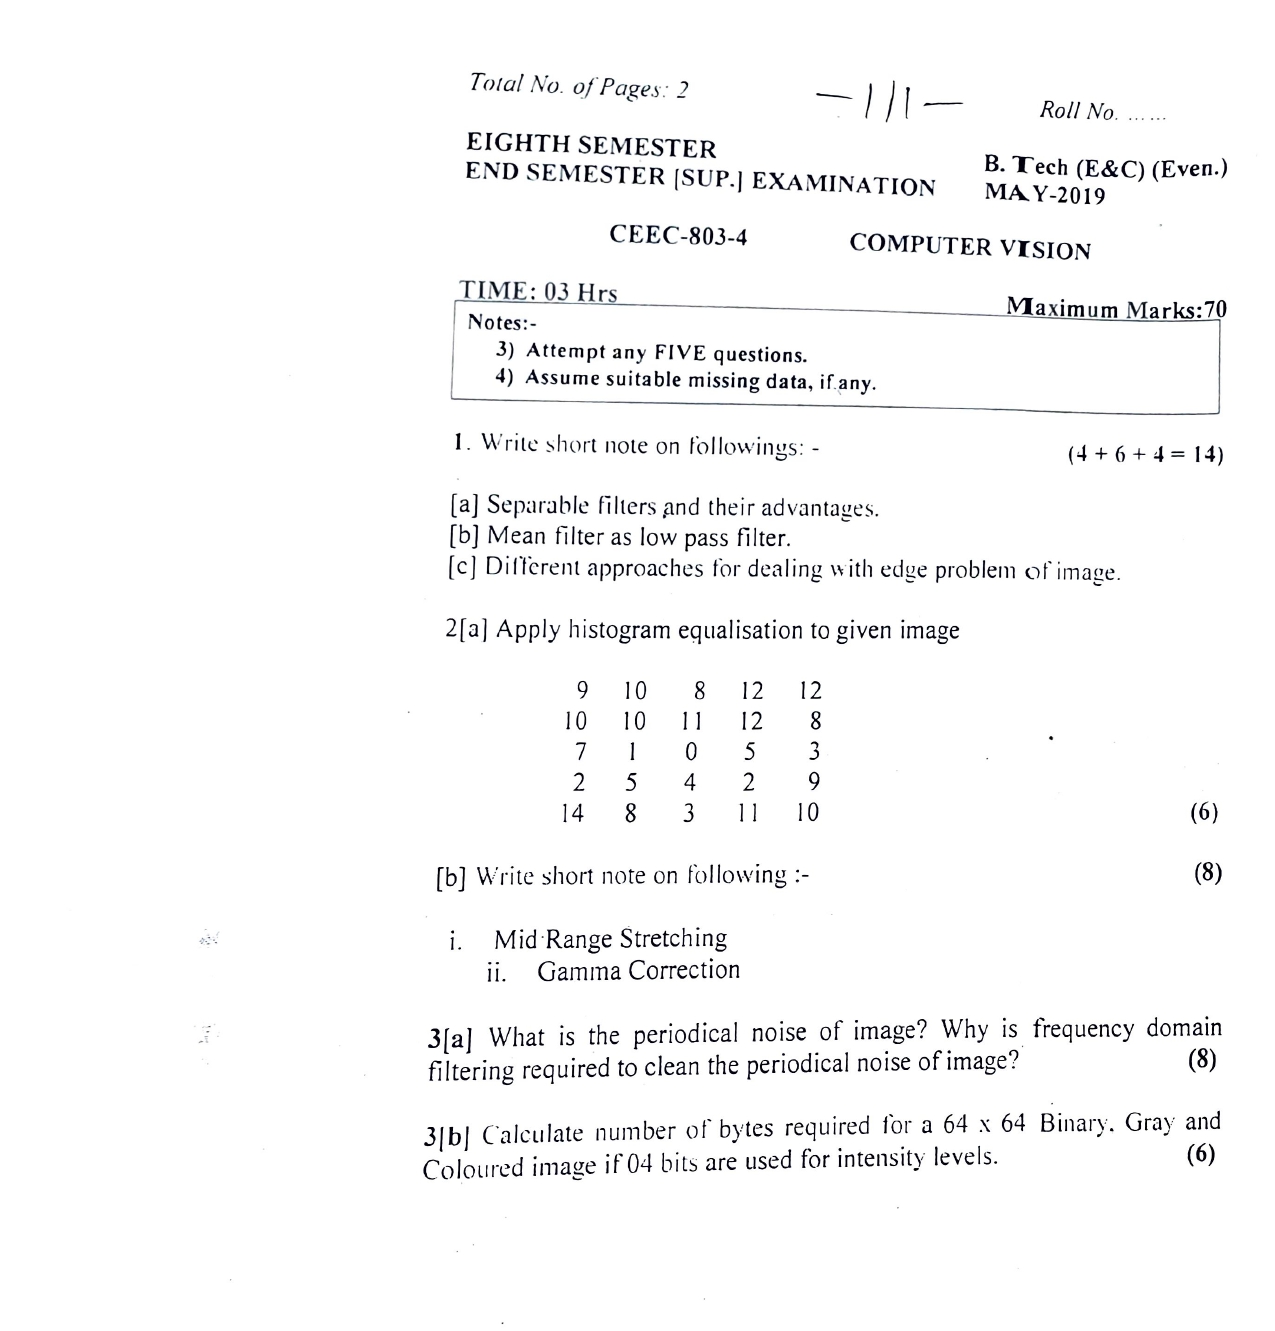 Total No. of Pages: 2
-111-
Roll No. ......
EIGHTH SEMESTER
B. Tech (E&C) (Even.)
END SEMESTER [SUP.] EXAMINATION
MAY-2019
CEEC-803-4 COMPUTER VISION
TIME: 03 Hrs
Maximum Marks:70
Notes:-
3) Attempt any FIVE questions.
4) Assume suitable missing data, if any.
1. Write short note on followings: - (4 + 6 + 4 = 14)
[a] Separable filters and their advantages.
[b] Mean filter as low pass filter.
[c] Different approaches for dealing with edge problem of image.
2[a] Apply histogram equalisation to given image
9 10 8 12 12
10 10 11 12 8
7 1 0 5 3
2 5 4 2 9
14 8 3 11 10 (6)
[b] Write short note on following :- (8)
i. Mid Range Stretching
ii. Gamma Correction
3[a] What is the periodical noise of image? Why is frequency domain
filtering required to clean the periodical noise of image? (8)
3[b] Calculate number of bytes required for a 64 x 64 Binary. Gray and
Coloured image if 04 bits are used for intensity levels. (6)